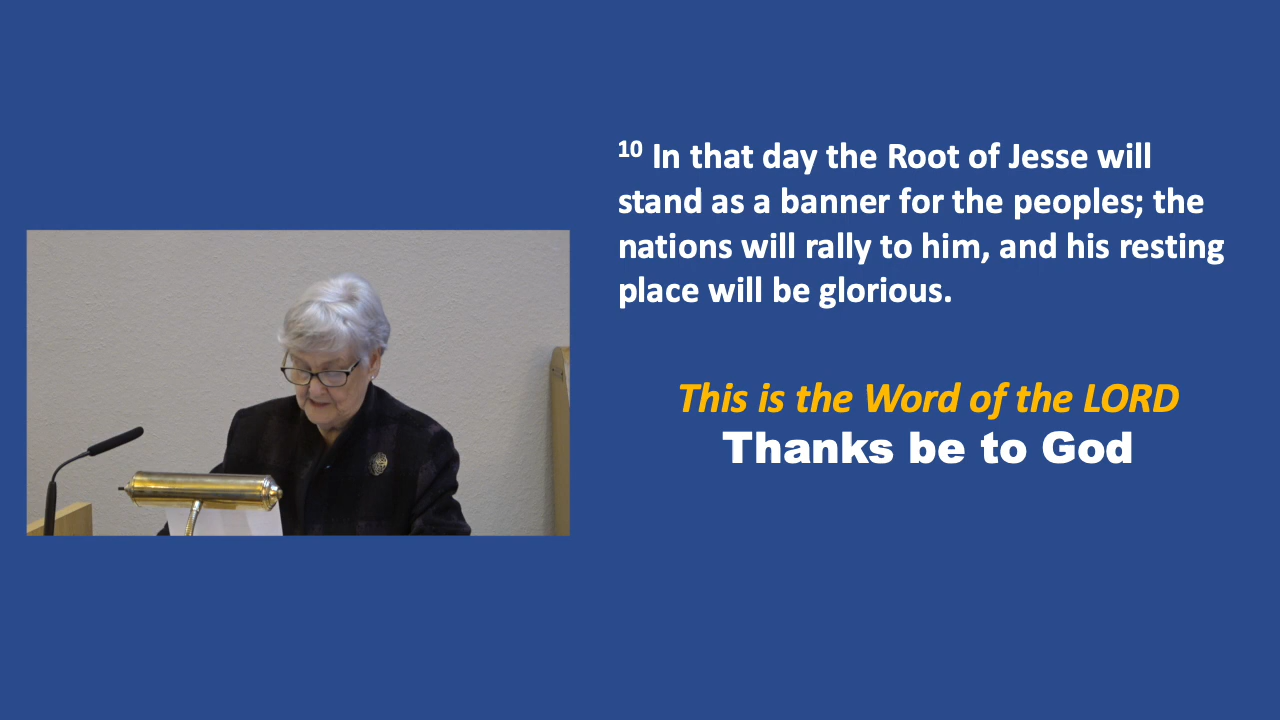 10 In that day the Root of Jesse will
stand as a banner for the peoples; the
nations will rally to him, and his resting
place will be glorious.
This is the Word of the LORD
Thanks be to God